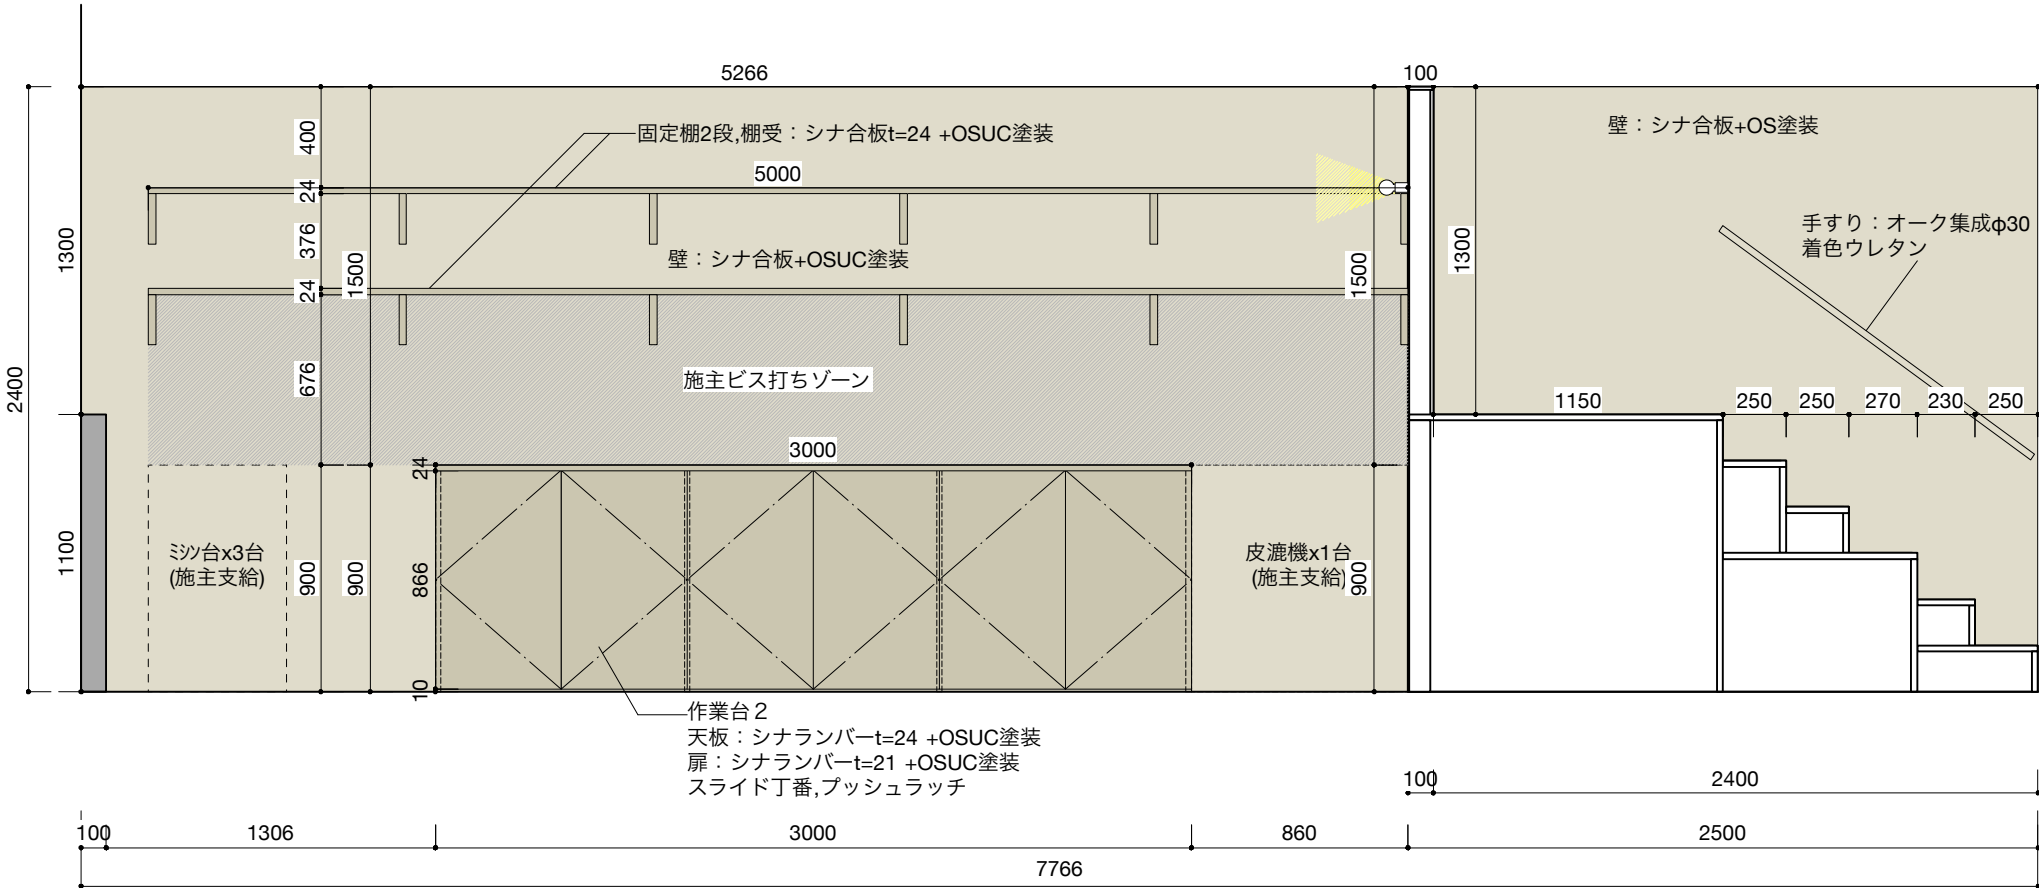 5266
100
400
固定棚2段,棚受：シナ合板t=24 +OSUC塗装
壁：シナ合板+OS塗装
5000
24
376
1300
壁：シナ合板+OSUC塗装
1500
1500
1300
手すり：オーク集成φ30
着色ウレタン
24
2400
676
施主ビス打ちゾーン
1150
250
250
270
230
250
3000
24
1100
ﾐｼﾝ台x3台
(施主支給)
900
900
866
皮漉機x1台
(施主支給)
900
10
作業台２
天板：シナランバーt=24 +OSUC塗装
扉：シナランバーt=21 +OSUC塗装
スライド丁番,プッシュラッチ
100
2400
100
1306
3000
860
2500
7766